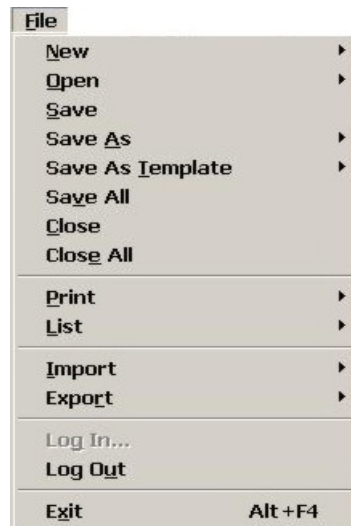 File
New
Open
Save
Save As
Save As Template
Save All
Close
Close All
Print
List
Import
Export
Log In...
Log Out
Exit Alt+F4